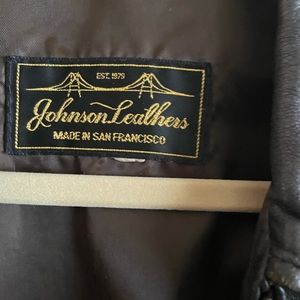 EST. 1979
Johnson Leathers
MADE IN SAN FRANCISCO